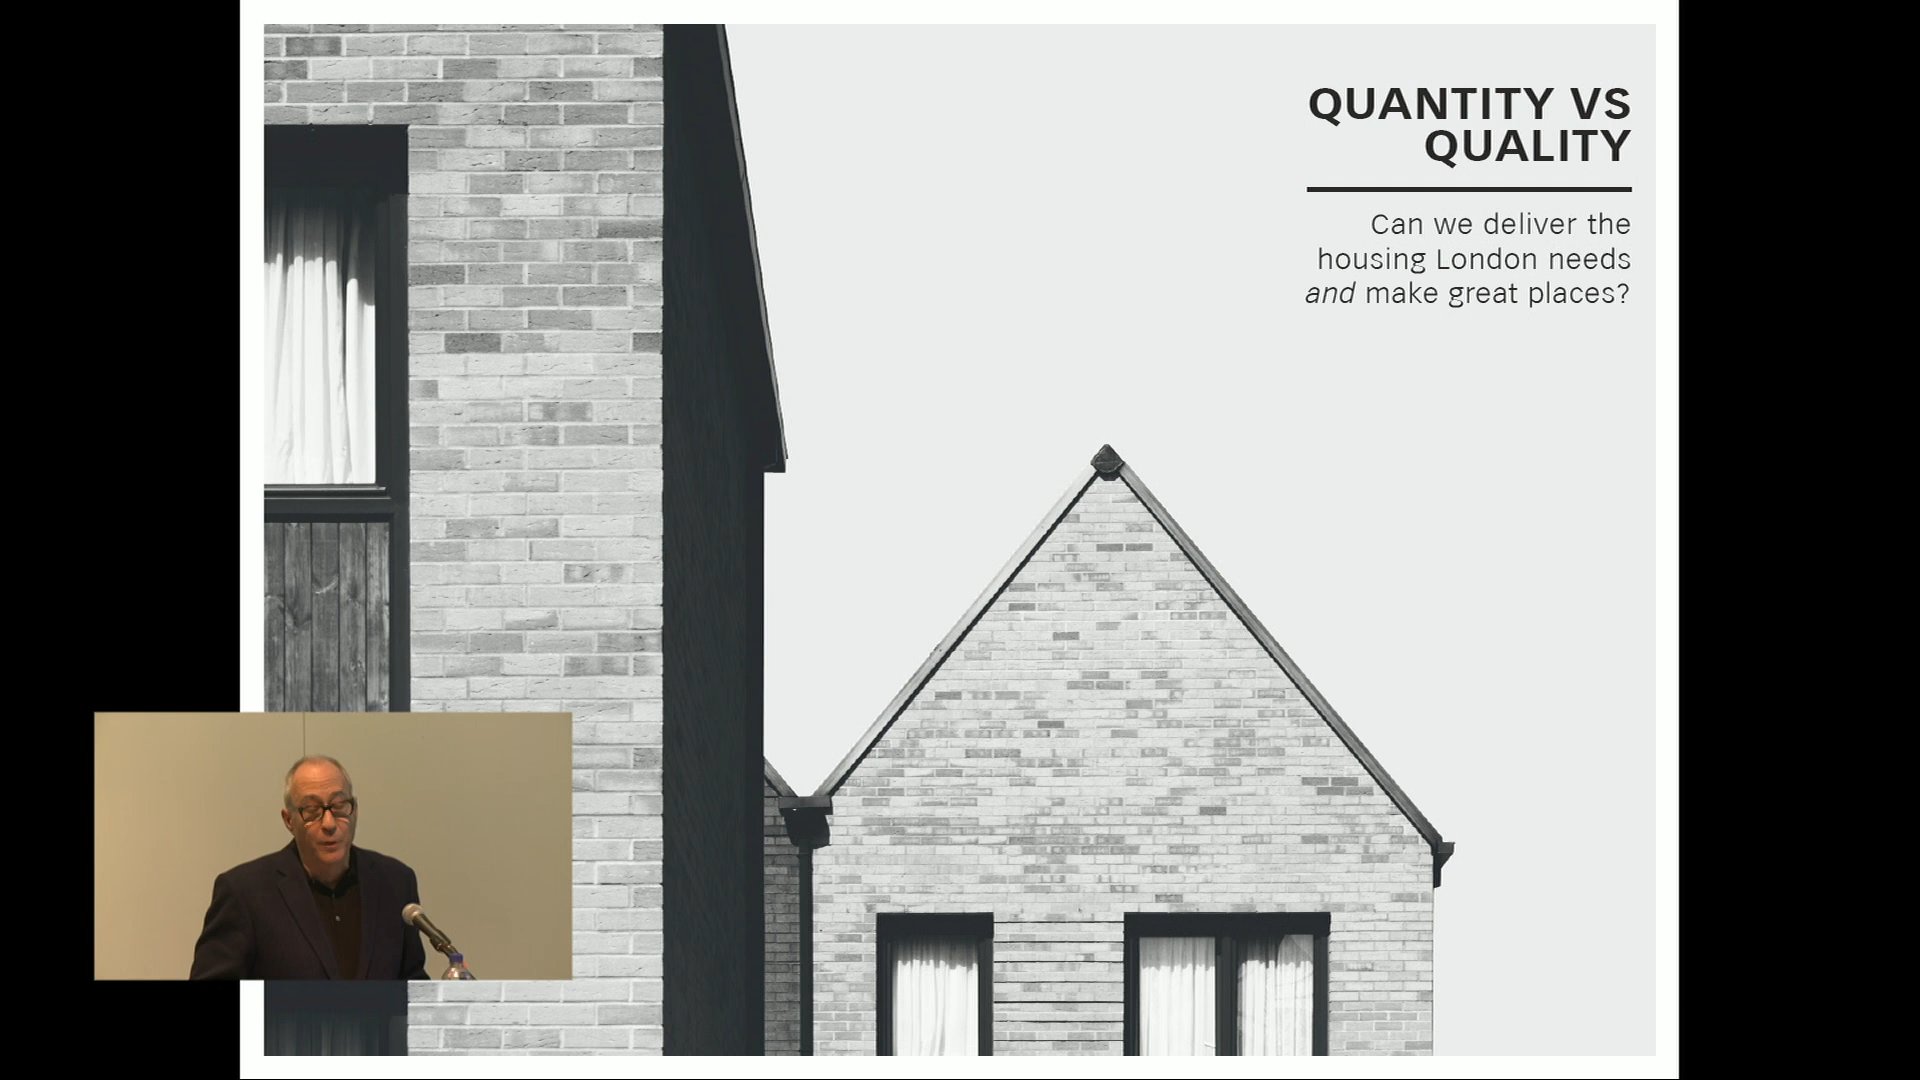 QUANTITY VS
QUALITY
Can we deliver the
housing London needs
and make great places?